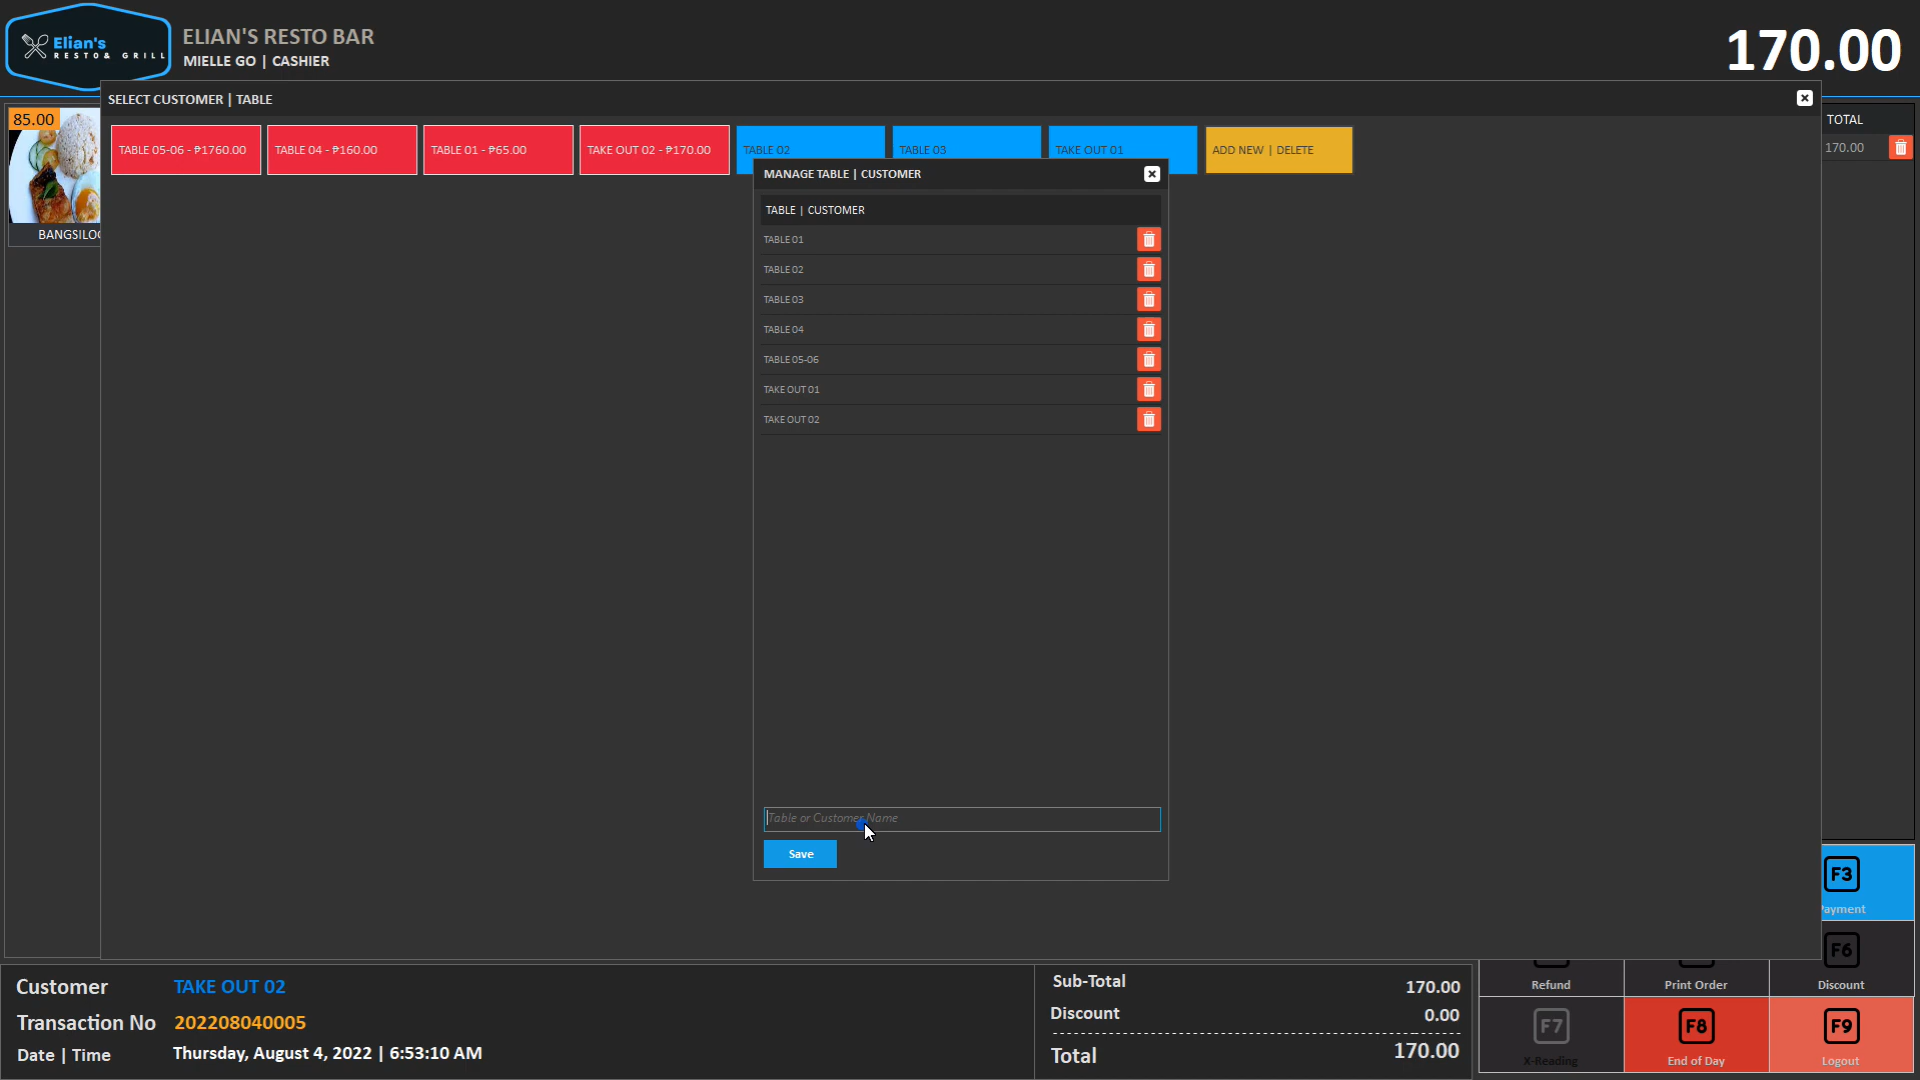 Elian's
RESTO & GRILL
ELIAN'S RESTO BAR
MIELLE GO | CASHIER
170.00
SELECT CUSTOMER | TABLE
85.00
BANGSILO
TABLE 05-06 - ₱1760.00
TABLE 04 - ₱160.00
TABLE 01 - ₱65.00
TAKE OUT 02 - ₱170.00
TABLE 02
TABLE 03
TAKE OUT 01
ADD NEW | DELETE
TOTAL
170.00
MANAGE TABLE | CUSTOMER
TABLE | CUSTOMER
TABLE 01
TABLE 02
TABLE 03
TABLE 04
TABLE 05-06
TAKE OUT 01
TAKE OUT 02
Table or Customer Name
Save
F3
Payment
F6
Refund
Print Order
Discount
F7
X-Reading
F8
End of Day
F9
Logout
Customer
TAKE OUT 02
Transaction No
202208040005
Date | Time
Thursday, August 4, 2022 | 6:53:10 AM
Sub-Total
170.00
Discount
0.00
Total
170.00